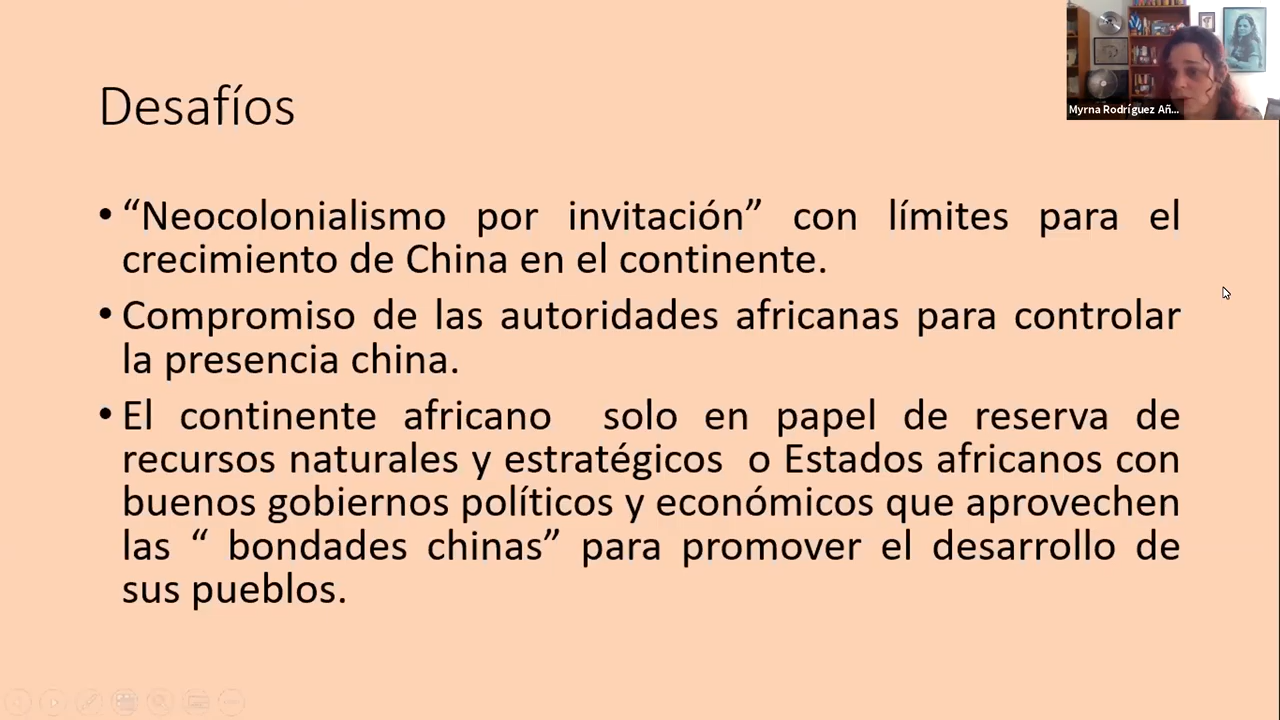 Desafíos
Myrna Rodríguez Añ...
• “Neocolonialismo por invitación” con límites para el
crecimiento de China en el continente.
• Compromiso de las autoridades africanas para controlar
la presencia china.
• El continente africano solo en papel de reserva de
recursos naturales y estratégicos o Estados africanos con
buenos gobiernos políticos y económicos que aprovechen
las “ bondades chinas” para promover el desarrollo de
sus pueblos.